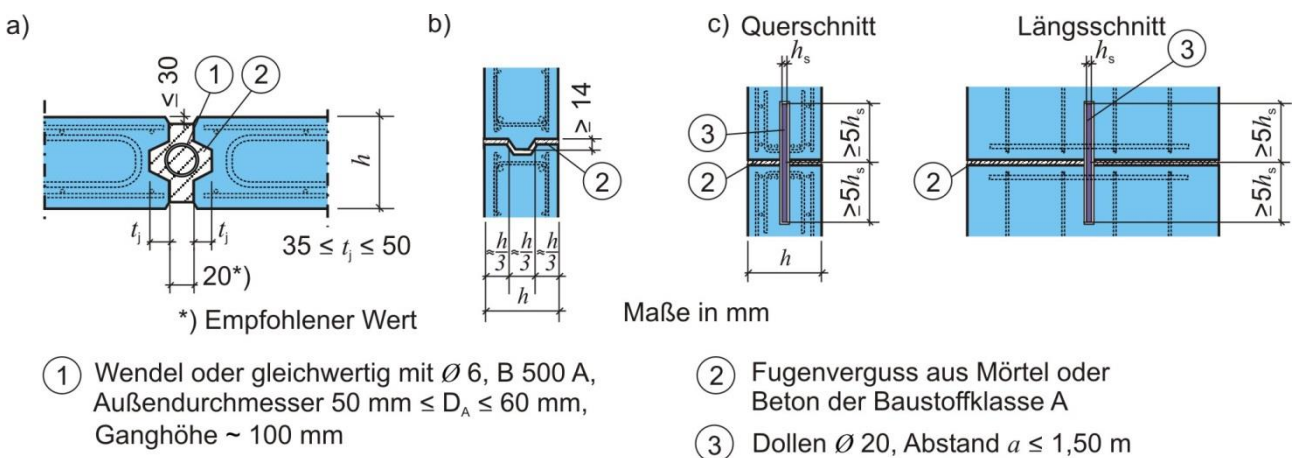 a)
≤ 30
1
2
h
t_j
t_j
35 ≤ t_j ≤ 50
20*)
*) Empfohlener Wert
b)
≥ 14
2
≈h/3 ≈h/3 ≈h/3
h
c) Querschnitt
h_s
3
2
≥5h_s
≥5h_s
h
Längsschnitt
h_s
3
2
≥5h_s
≥5h_s
Maße in mm
1 Wendel oder gleichwertig mit Ø 6, B 500 A,
Außendurchmesser 50 mm ≤ D_A ≤ 60 mm,
Ganghöhe ~ 100 mm
2 Fugenverguss aus Mörtel oder
Beton der Baustoffklasse A
3 Dollen Ø 20, Abstand a ≤ 1,50 m